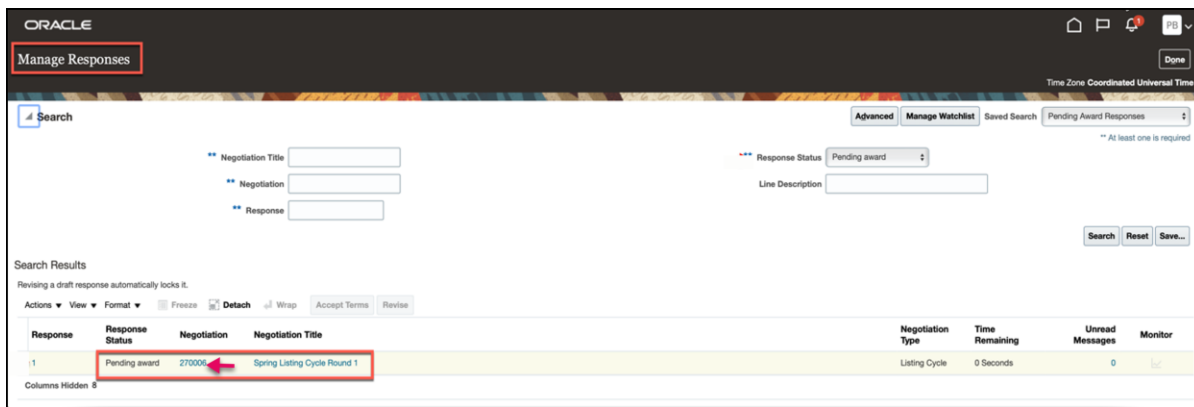 ORACLE
1
PB
Manage Responses
Done
Time Zone Coordinated Universal Time
Search
Advanced Manage Watchlist Saved Search Pending Award Responses
** At least one is required
** Negotiation Title
** Response Status Pending award
** Negotiation
Line Description
** Response
Search Reset Save...
Search Results
Revising a draft response automatically locks it.
Actions View Format Freeze Detach Wrap Accept Terms Revise
Response Response Status Negotiation Negotiation Title Negotiation Type Time Remaining Unread Messages Monitor
1 Pending award 270006 Spring Listing Cycle Round 1 Listing Cycle 0 Seconds 0
Columns Hidden 8